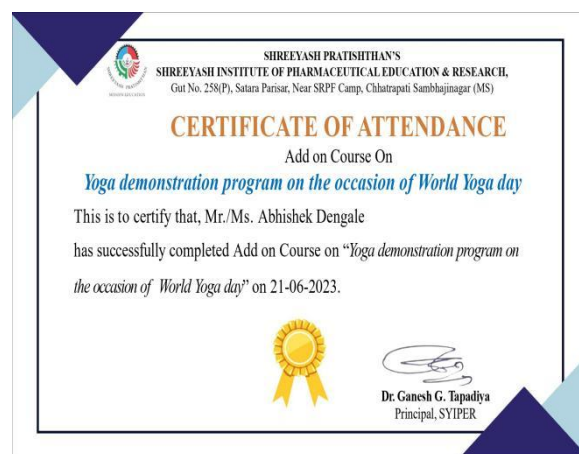 SHREEYASH PRATISHTHAN'S
SHREEYASH INSTITUTE OF PHARMACEUTICAL EDUCATION & RESEARCH,
Gut No. 258(P), Satara Parisar, Near SRPF Camp, Chhatrapati Sambhajinagar (MS)
CERTIFICATE OF ATTENDANCE
Add on Course On
Yoga demonstration program on the occasion of World Yoga day
This is to certify that, Mr./Ms. Abhishek Dengale
has successfully completed Add on Course on “Yoga demonstration program on
the occasion of World Yoga day” on 21-06-2023.
Dr. Ganesh G. Tapadiya
Principal, SYIPER